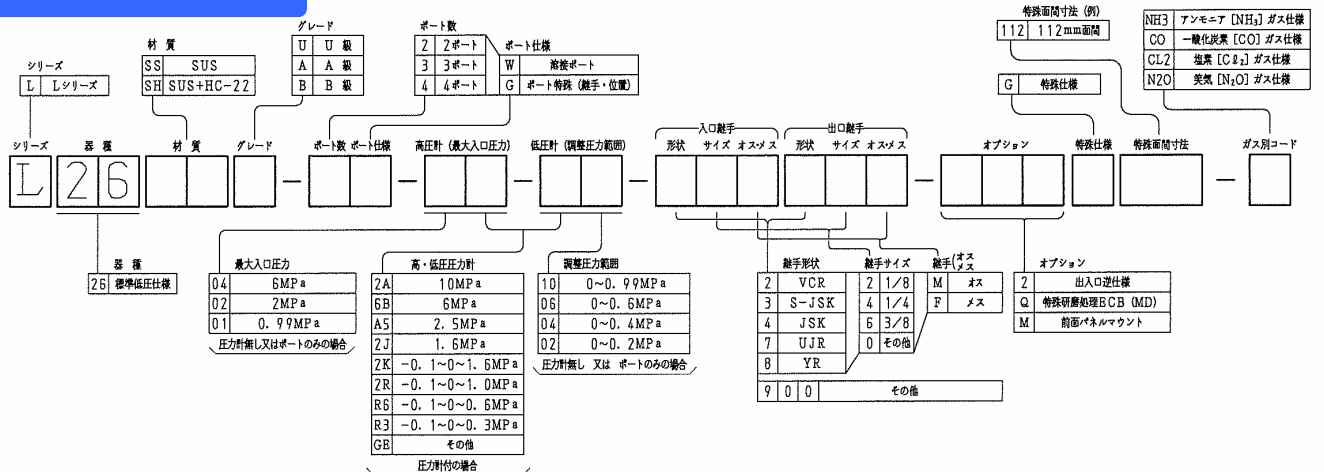 シリーズ
L Lシリーズ
材 質
SS SUS
SH SUS+HC-22
グレード
U U 級
A A 級
B B 級
ポート数
2 2ポート
3 3ポート
4 4ポート
ポート仕様
W 溶接ポート
G ポート特殊(継手・位置)
特殊面間寸法(例)
112 112mm面間
G 特殊仕様
NH3 アンモニア[NH₃]ガス仕様
CO 一酸化炭素[CO]ガス仕様
CL2 塩素[Cℓ₂]ガス仕様
N2O 笑気[N₂O]ガス仕様
シリーズ 器 種 材 質 グレード ポート数 ポート仕様 高圧計(最大入口圧力) 低圧計(調整圧力範囲)
入口継手 出口継手
形状 サイズ オス・メス 形状 サイズ オス・メス
オプション 特殊仕様 特殊面間寸法 ガス別コード
L 2 6 ー ー ー ー ー ー
器 種
26 標準低圧仕様
最大入口圧力
04 6MPa
02 2MPa
01 0.99MPa
圧力計無し又はポートのみの場合
高・低圧圧力計
2A 10MPa
6B 6MPa
A5 2.5MPa
2J 1.6MPa
2K -0.1~0~1.6MPa
2R -0.1~0~1.0MPa
R6 -0.1~0~0.6MPa
R3 -0.1~0~0.3MPa
GE その他
圧力計付の場合
調整圧力範囲
10 0~0.99MPa
06 0~0.6MPa
04 0~0.4MPa
02 0~0.2MPa
圧力計無し 又は ポートのみの場合
継手形状
2 VCR
3 S-JSK
4 JSK
7 UJR
8 YR
9 0 0 その他
継手サイズ
2 1/8
4 1/4
6 3/8
0 その他
継手(オス
メス
M オス
F メス
オプション
2 出入口逆仕様
Q 特殊研磨処理ECB(MD)
M 前面パネルマウント